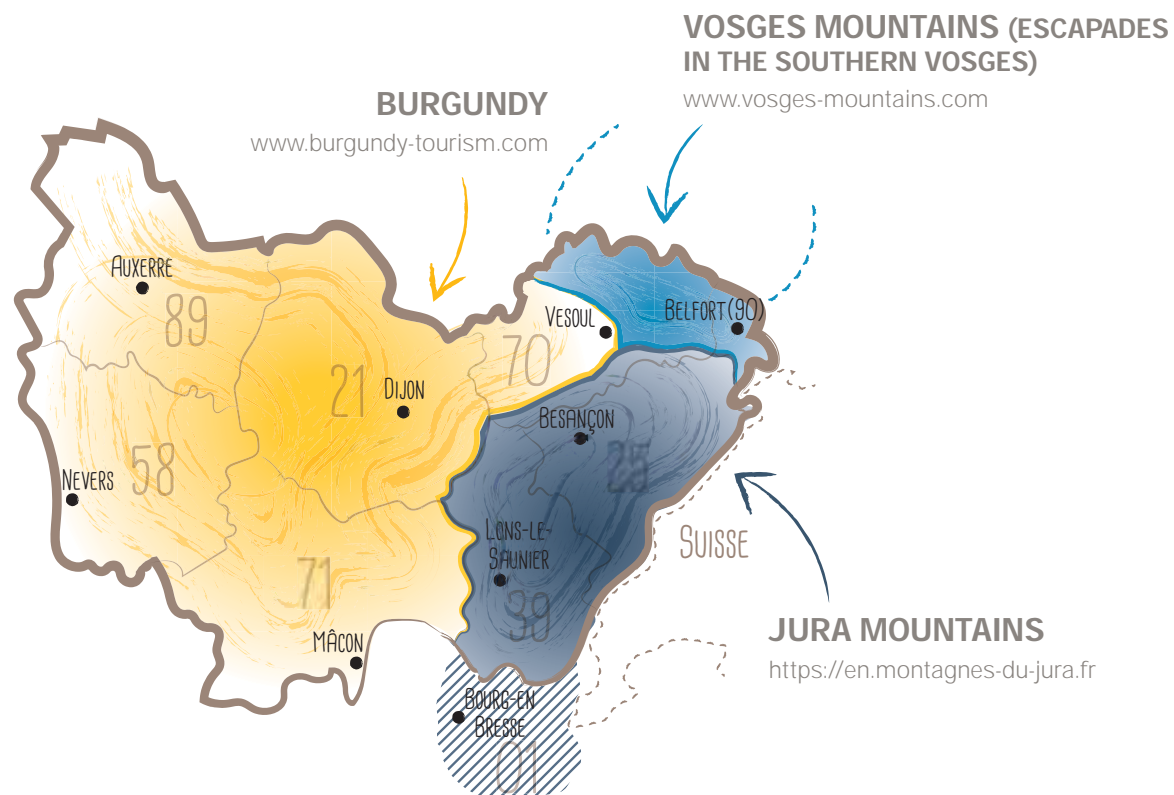 VOSGES MOUNTAINS (ESCAPADES
IN THE SOUTHERN VOSGES)
www.vosges-mountains.com
BURGUNDY
www.burgundy-tourism.com
AUXERRE
89
VESOUL
BELFORT(90)
70
21
DIJON
BESANÇON
25
58
NEVERS
LONS-LE-
SAUNIER
SUISSE
71
39
MÂCON
JURA MOUNTAINS
https://en.montagnes-du-jura.fr
BOURG-EN
BRESSE
01